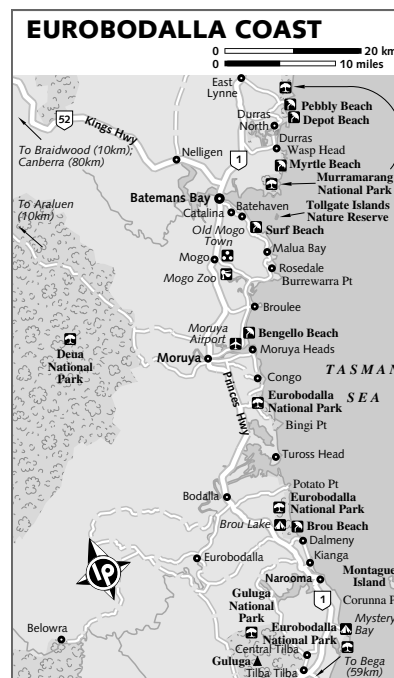 EUROBODALLA COAST
0 20 km
0 10 miles
East
Lynne
Pebbly Beach
Depot Beach
Durras
North
52
Kings Hwy
To Braidwood (10km);
Canberra (80km)
Nelligen
1
Durras
Wasp Head
Myrtle Beach
Murramarang
National Park
To Araluen
(10km)
Batemans Bay
Catalina
Batehaven
Tollgate Islands
Nature Reserve
Old Mogo
Town
Surf Beach
Malua Bay
Mogo
Mogo Zoo
Rosedale
Burrewarra Pt
Broulee
Moruya
Airport
Bengello Beach
Deua
National
Park
Moruya
Moruya Heads
TASMAN
SEA
Princes Hwy
Congo
Eurobodalla
National Park
Bingi Pt
Tuross Head
Potato Pt
Bodalla
Eurobodalla
National Park
Brou Lake
Brou Beach
Dalmeny
LP
Eurobodalla
Kianga
Narooma
Montague
Island
Guluga
National
Park
1
Corunna P
Belowra
Eurobodalla
National Park
Mystery
Bay
Central Tilba
Guluga
Tilba Tilba
To Bega
(59km)